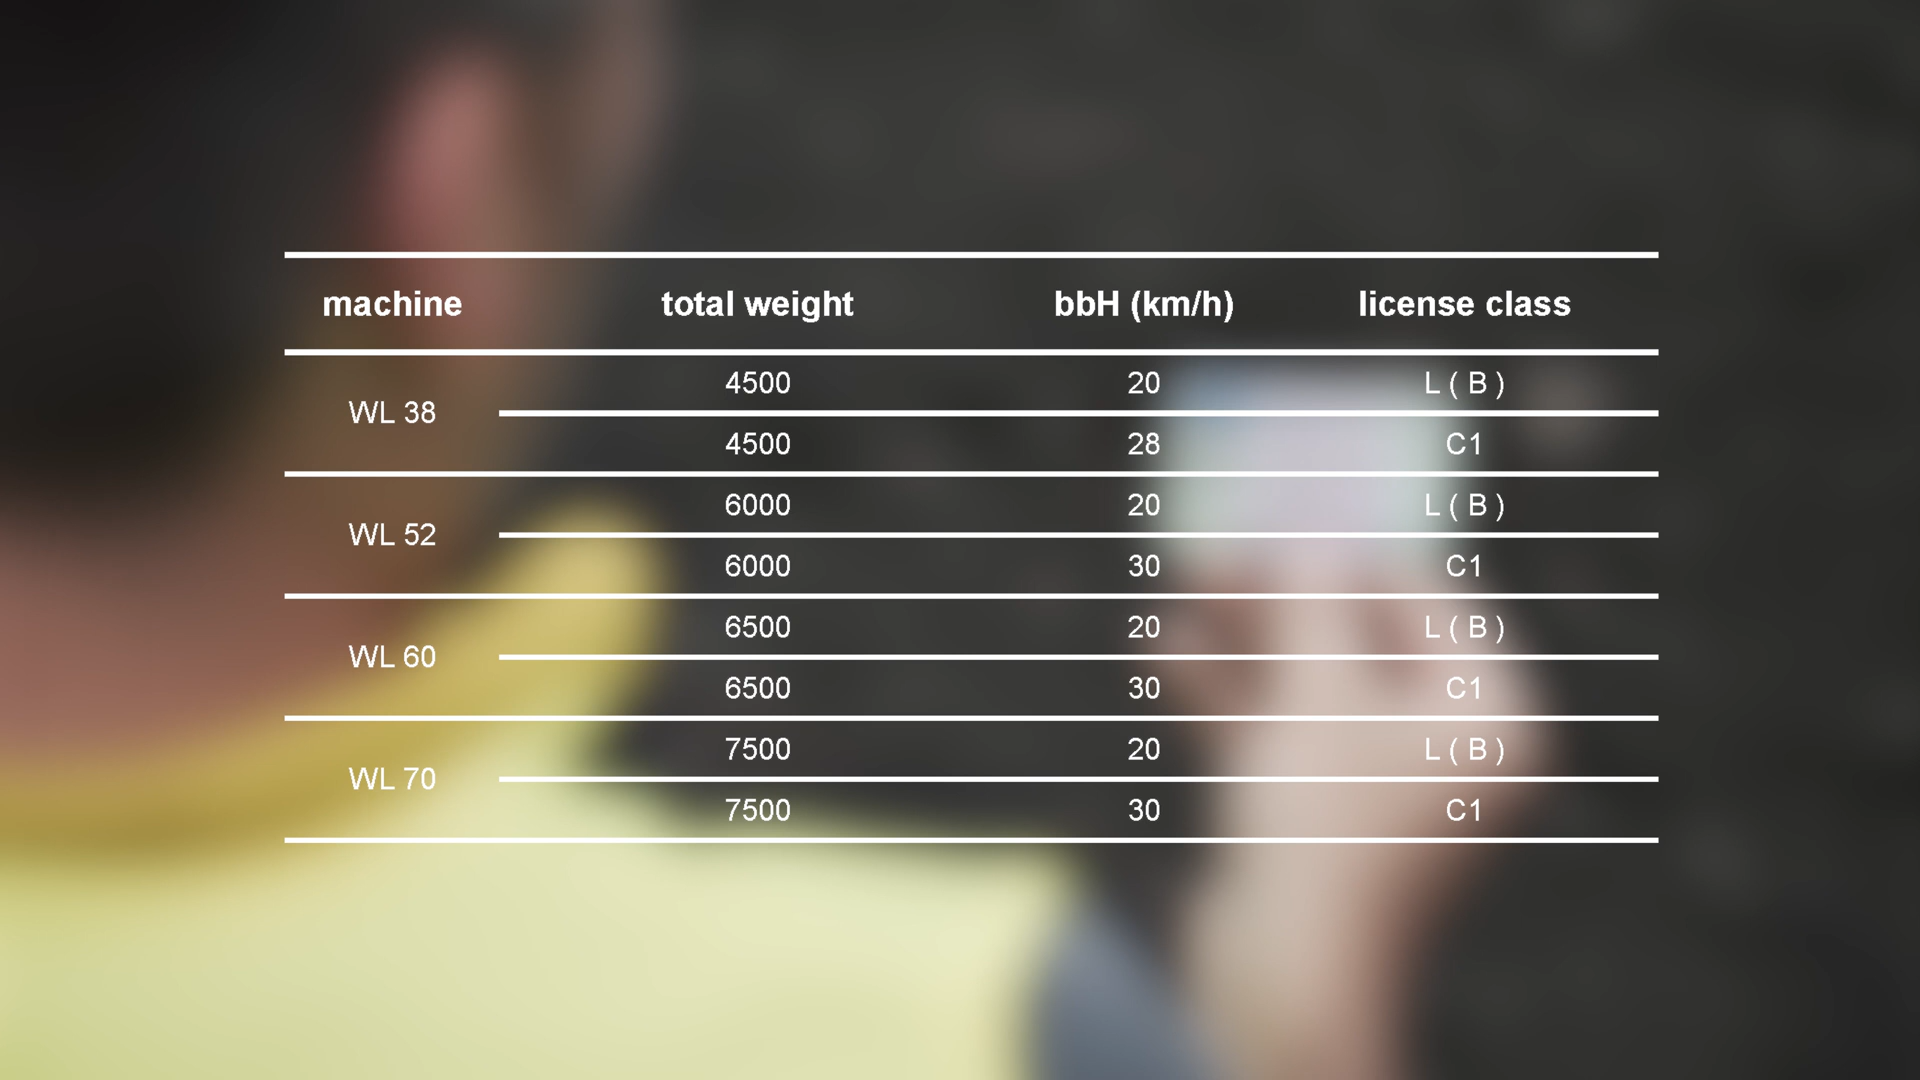 machine total weight bbH (km/h) license class
WL 38 4500 20 L ( B )
4500 28 C1
WL 52 6000 20 L ( B )
6000 30 C1
WL 60 6500 20 L ( B )
6500 30 C1
WL 70 7500 20 L ( B )
7500 30 C1